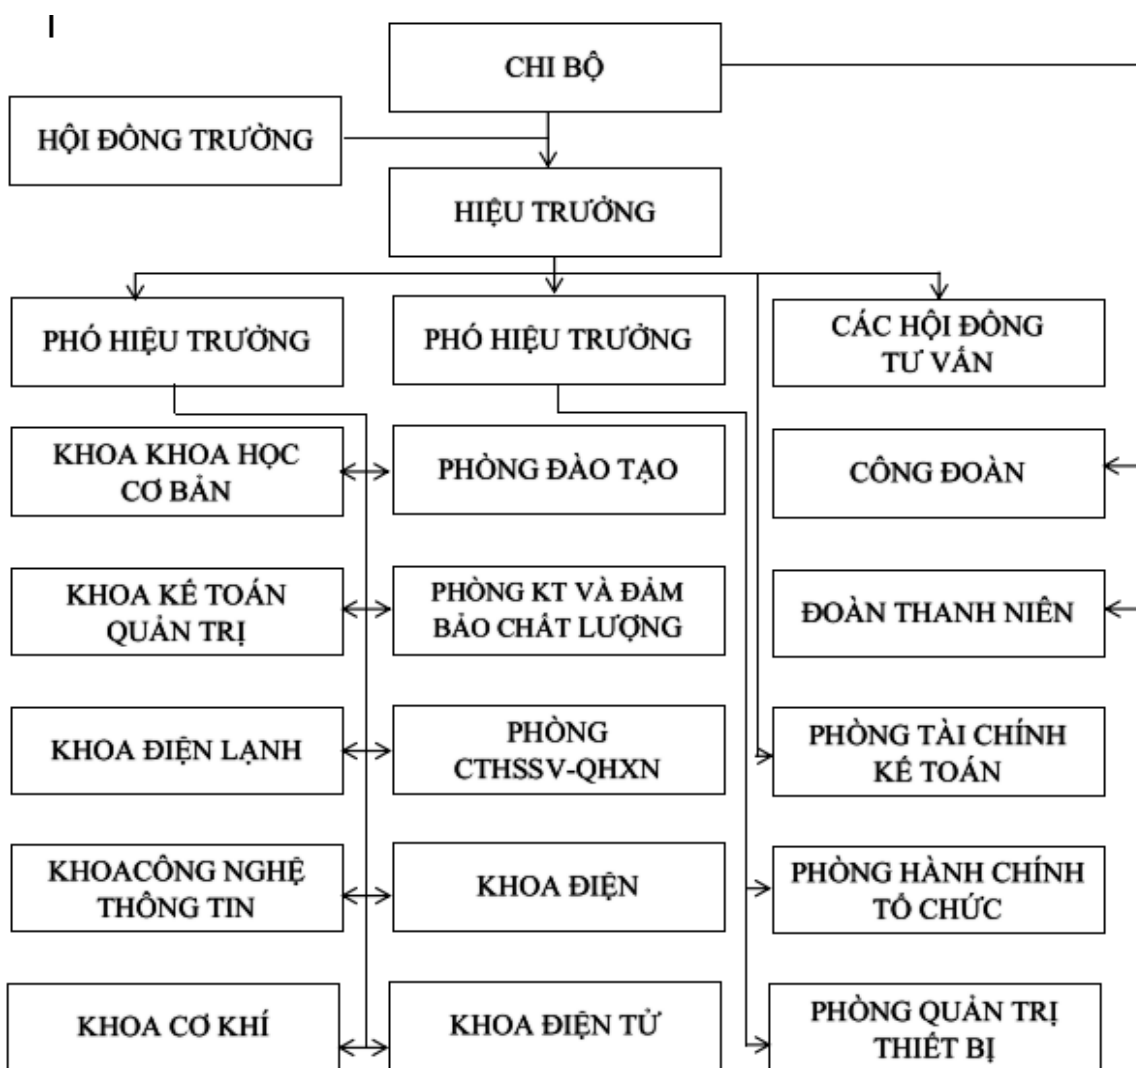 I
CHI BỘ
HỘI ĐỒNG TRƯỜNG
HIỆU TRƯỞNG
PHÓ HIỆU TRƯỞNG
PHÓ HIỆU TRƯỞNG
CÁC HỘI ĐỒNG
TƯ VẤN
KHOA KHOA HỌC
CƠ BẢN
PHÒNG ĐÀO TẠO
CÔNG ĐOÀN
KHOA KẾ TOÁN
QUẢN TRỊ
PHÒNG KT VÀ ĐẢM
BẢO CHẤT LƯỢNG
ĐOÀN THANH NIÊN
KHOA ĐIỆN LẠNH
PHÒNG
CTHSSV-QHXN
PHÒNG TÀI CHÍNH
KẾ TOÁN
KHOACÔNG NGHỆ
THÔNG TIN
KHOA ĐIỆN
PHÒNG HÀNH CHÍNH
TỔ CHỨC
KHOA CƠ KHÍ
KHOA ĐIỆN TỬ
PHÒNG QUẢN TRỊ
THIẾT BỊ